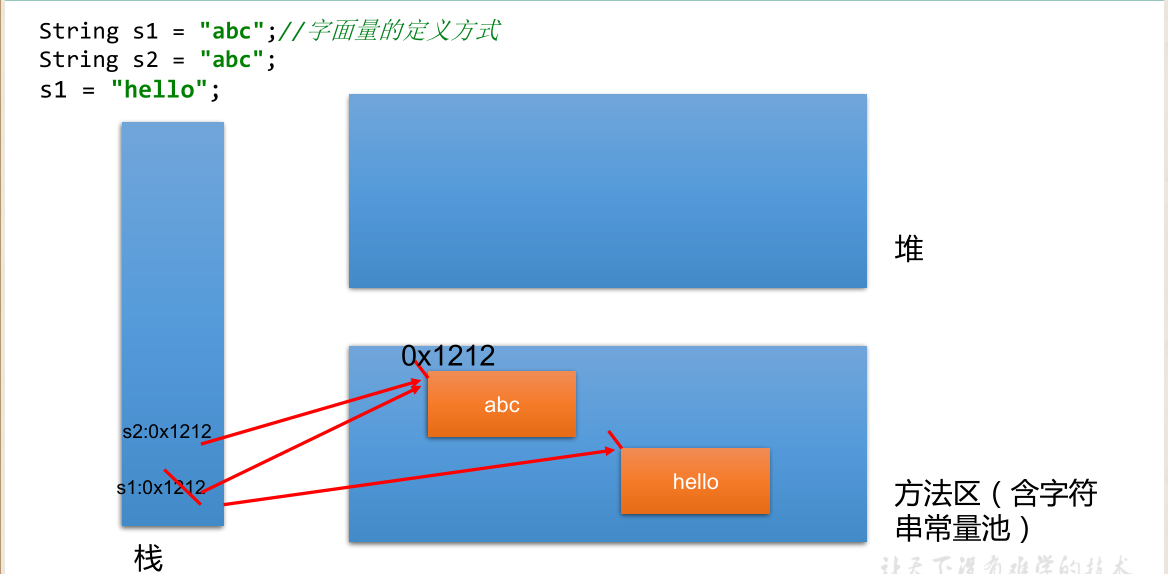 String s1 = "abc";//字面量的定义方式
String s2 = "abc";
s1 = "hello";
堆
0x1212
abc
s2:0x1212
hello
s1:0x1212
方法区（含字符
串常量池）
栈
让天下没有难学的技术